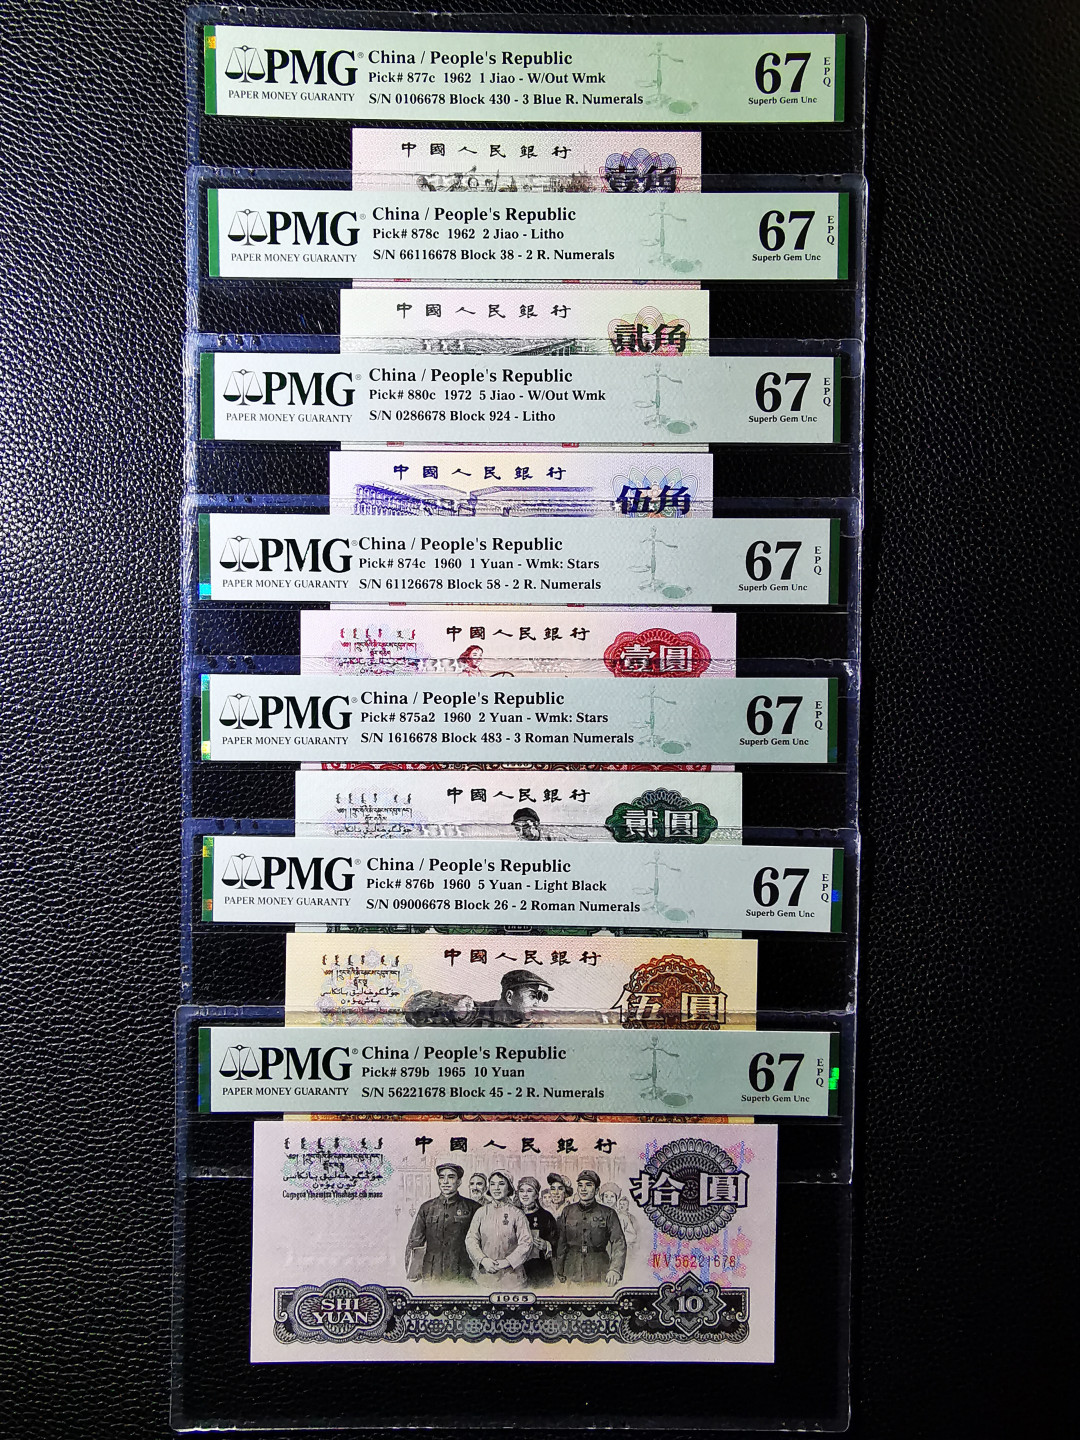 PMG® China / People's Republic
PAPER MONEY GUARANTY
Pick# 877c 1962 1 Jiao - W/Out Wmk
S/N 0106678 Block 430 - 3 Blue R. Numerals
67 EPQ
Superb Gem Unc
中國人民銀行
壹角
PMG® China / People's Republic
PAPER MONEY GUARANTY
Pick# 878c 1962 2 Jiao - Litho
S/N 66116678 Block 38 - 2 R. Numerals
67 EPQ
Superb Gem Unc
中國人民銀行
貳角
PMG® China / People's Republic
PAPER MONEY GUARANTY
Pick# 880c 1972 5 Jiao - W/Out Wmk
S/N 0286678 Block 924 - Litho
67 EPQ
Superb Gem Unc
中國人民銀行
伍角
PMG® China / People's Republic
PAPER MONEY GUARANTY
Pick# 874c 1960 1 Yuan - Wmk: Stars
S/N 61126678 Block 58 - 2 R. Numerals
67 EPQ
Superb Gem Unc
中國人民銀行
壹圓
PMG® China / People's Republic
PAPER MONEY GUARANTY
Pick# 875a2 1960 2 Yuan - Wmk: Stars
S/N 1616678 Block 483 - 3 Roman Numerals
67 EPQ
Superb Gem Unc
中國人民銀行
貳圓
PMG® China / People's Republic
PAPER MONEY GUARANTY
Pick# 876b 1960 5 Yuan - Light Black
S/N 09006678 Block 26 - 2 Roman Numerals
67 EPQ
Superb Gem Unc
中國人民銀行
伍圓
PMG® China / People's Republic
PAPER MONEY GUARANTY
Pick# 879b 1965 10 Yuan
S/N 56221678 Block 45 - 2 R. Numerals
67 EPQ
Superb Gem Unc
中國人民銀行
拾圓
Ⅳ Ⅴ 56221678
1965
SHI
YUAN
10